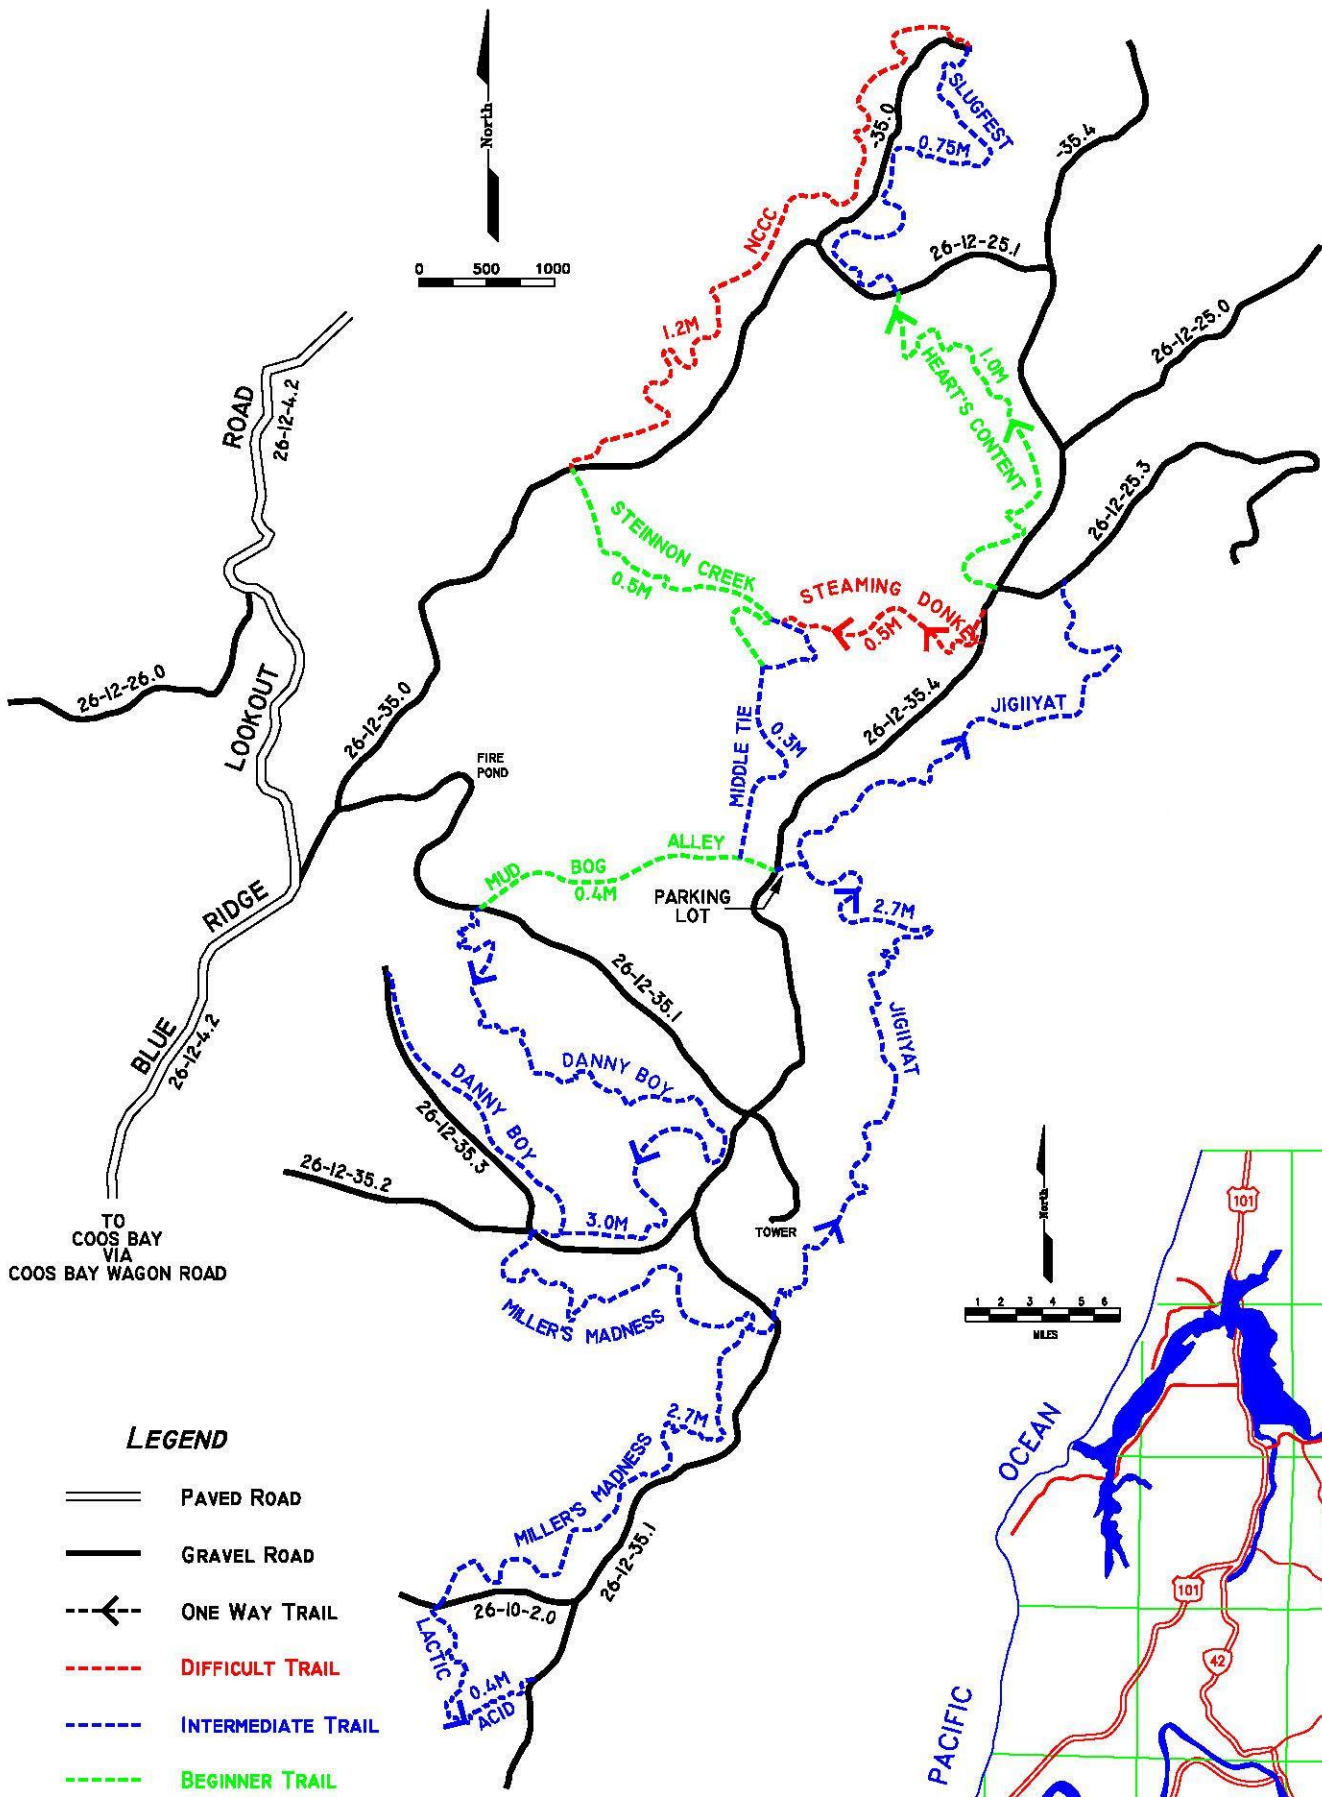 North
0 500 1000
-35.0
SLUGFEST
0.75M
-35.4
NCCC
26-12-25.1
1.2M
26-12-25.0
1.0M
HEART'S CONTENT
ROAD
26-12-4.2
26-12-25.3
STEINNON CREEK
0.5M
STEAMING DONKEY
0.5M
26-12-26.0
LOOKOUT
26-12-35.0
26-12-35.4
JIGIIYAT
MIDDLE TIE
0.3M
FIRE
POND
MUD BOG ALLEY
0.4M
PARKING
LOT
2.7M
RIDGE
26-12-35.1
JIGIIYAT
BLUE
26-12-4.2
DANNY BOY
DANNY BOY
26-12-35.3
26-12-35.2
3.0M
TOWER
TO
COOS BAY
VIA
COOS BAY WAGON ROAD
MILLER'S MADNESS
2.7M
MILLER'S MADNESS
26-12-35.1
26-10-2.0
LACTIC
0.4M
ACID
LEGEND
PAVED ROAD
GRAVEL ROAD
ONE WAY TRAIL
DIFFICULT TRAIL
INTERMEDIATE TRAIL
BEGINNER TRAIL
North
1 2 3 4 5 6
MILES
101
OCEAN
101
42
PACIFIC